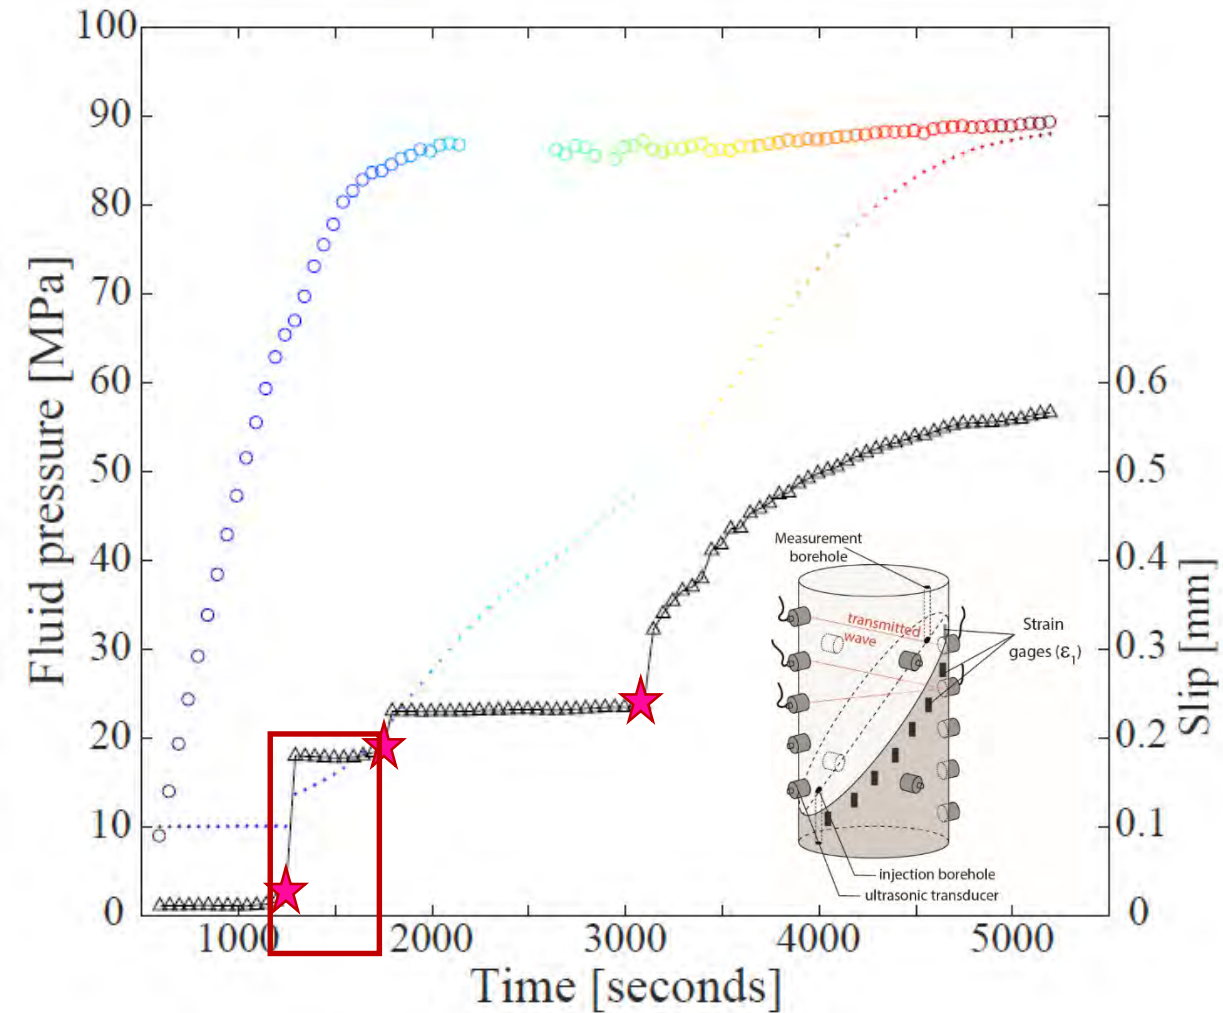 Fluid pressure [MPa]
100
90
80
70
60
50
40
30
20
10
0
0.6
0.5
0.4
0.3
0.2
0.1
0
Slip [mm]
Measurement
borehole
transmitted
wave
Strain
gages (ε1)
injection borehole
ultrasonic transducer
1000 2000 3000 4000 5000
Time [seconds]